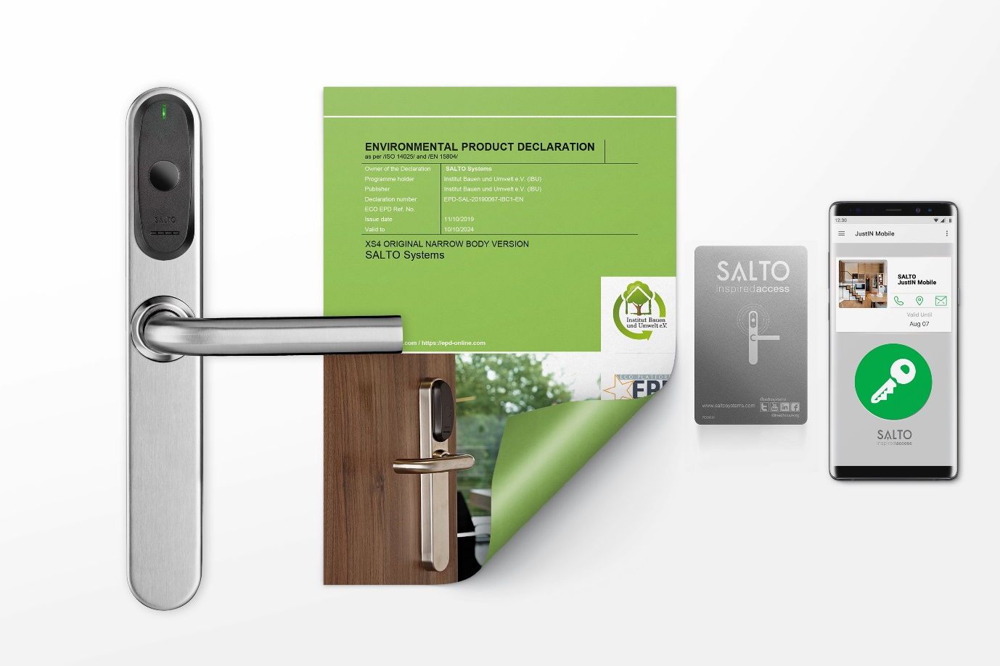 SALTO
ENVIRONMENTAL PRODUCT DECLARATION
as per /ISO 14025/ and /EN 15804/
Owner of the Declaration SALTO Systems
Programme holder Institut Bauen und Umwelt e.V. (IBU)
Publisher Institut Bauen und Umwelt e.V. (IBU)
Declaration number EPD-SAL-20190067-IBC1-EN
ECO EPD Ref. No.
Issue date 11/10/2019
Valid to 10/10/2024
XS4 ORIGINAL NARROW BODY VERSION
SALTO Systems
Institut Bauen
und Umwelt e.V.
.com / https://epd-online.com
ECO PLATFORM
EPD
SALTO
inspiredaccess
www.saltosystems.com
12:30
JustIN Mobile
SALTO
JustIN Mobile
Valid Until
Aug 07
SALTO
inspiredaccess